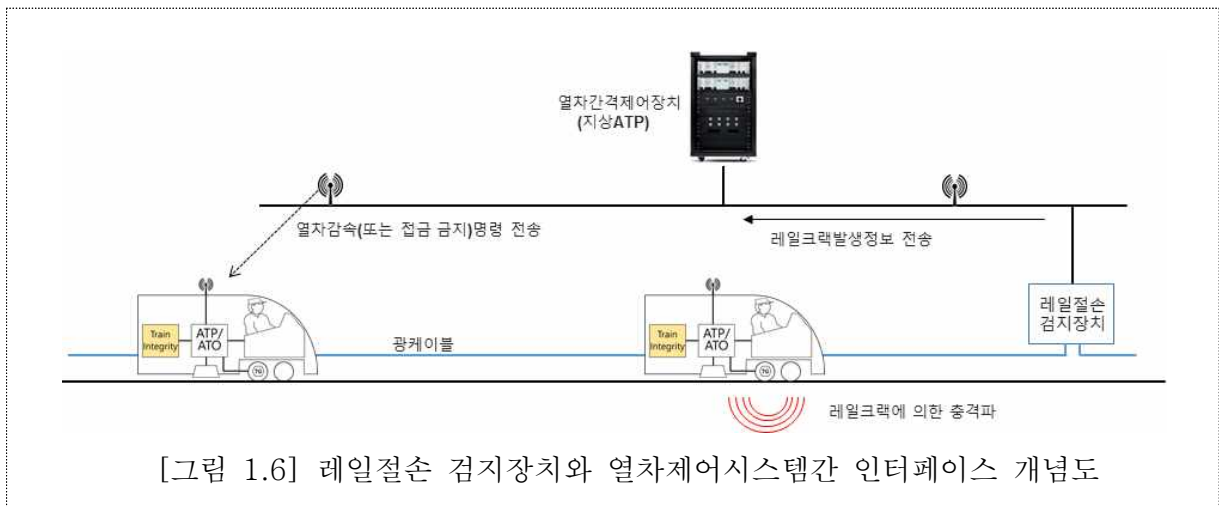 열차간격제어장치
(지상ATP)
열차감속(또는 접금 금지)명령 전송
레일크랙발생정보 전송
레일절손
검지장치
Train
Integrity
ATP/
ATO
TG
광케이블
Train
Integrity
ATP/
ATO
TG
레일크랙에 의한 충격파
[그림 1.6] 레일절손 검지장치와 열차제어시스템간 인터페이스 개념도